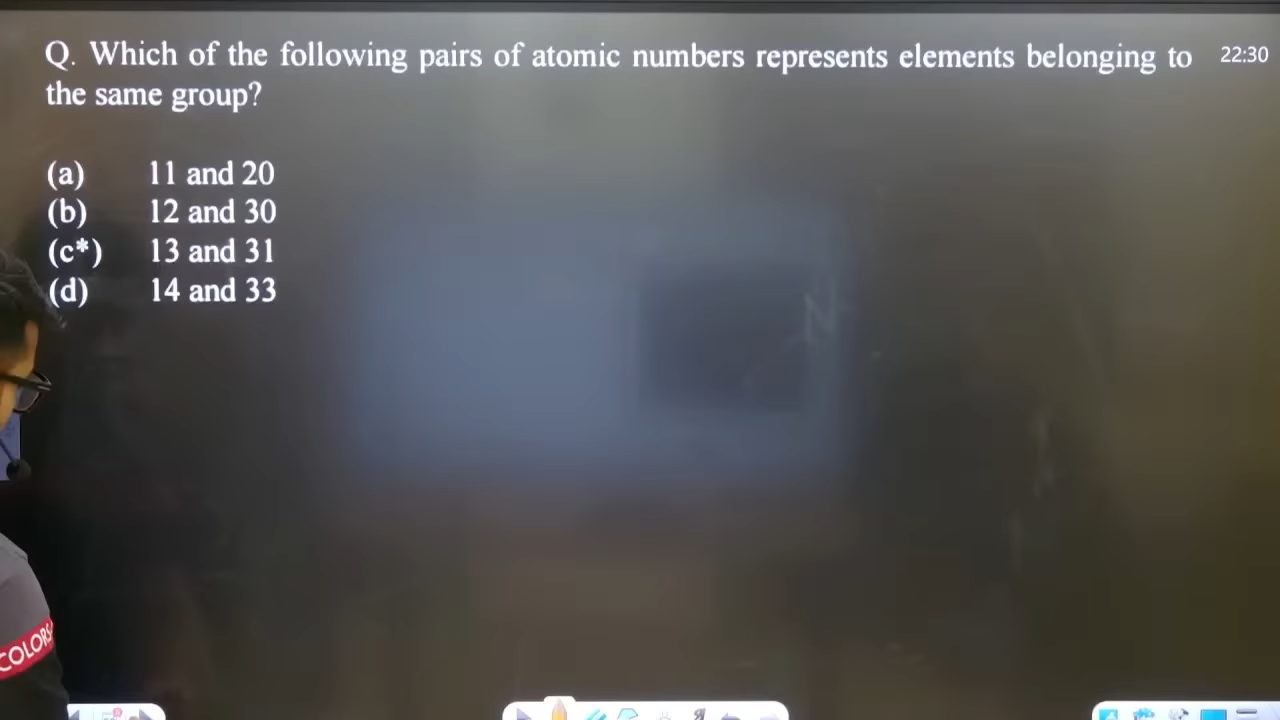 Q. Which of the following pairs of atomic numbers represents elements belonging to
22:30
the same group?
(a) 11 and 20
(b) 12 and 30
(c*) 13 and 31
(d) 14 and 33
N
COLORS